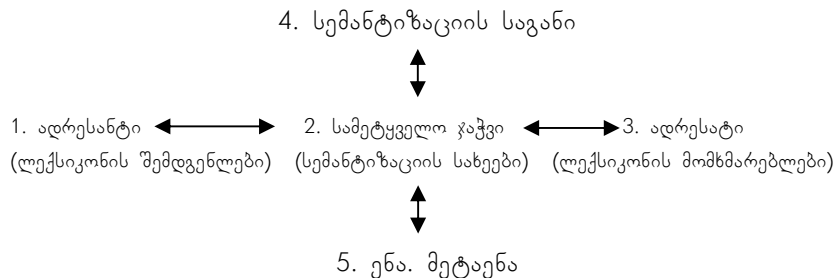 4. სემანტიზაციის საგანი
1. ადრესანტი 2. სამეტყველო ჯაჭვი 3. ადრესატი
(ლექსიკონის შემდგენლები) (სემანტიზაციის სახეები) (ლექსიკონის მომხმარებლები)
5. ენა. მეტაენა